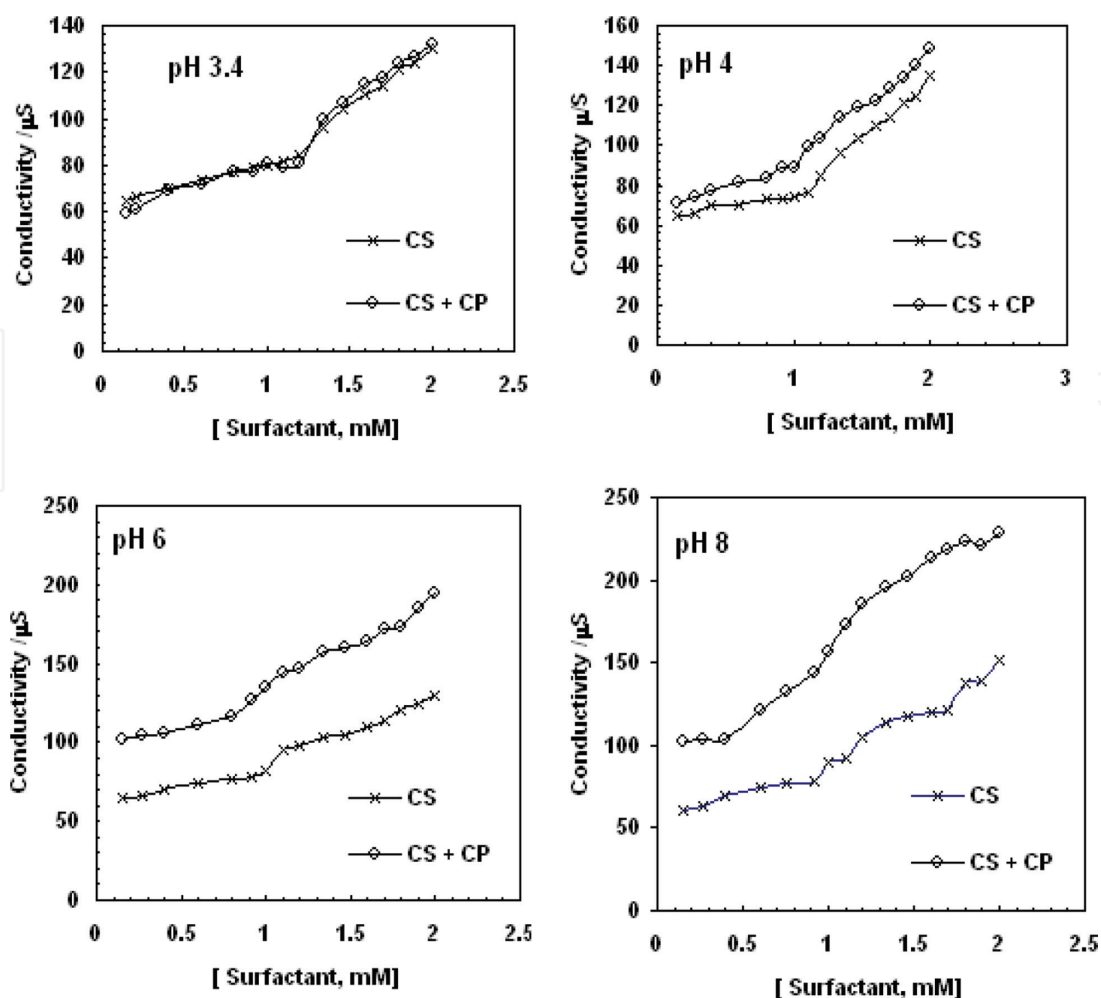 pH 3.4
Conductivity /µS
140
120
100
80
60
40
20
0
0 0.5 1 1.5 2 2.5
[ Surfactant, mM]
CS
CS + CP
pH 4
Conductivity µ/S
160
140
120
100
80
60
40
20
0
0 1 2 3
[ Surfactant, mM]
CS
CS + CP
pH 6
Conductivity /µS
250
200
150
100
50
0
0 0.5 1 1.5 2 2.5
[ Surfactant, mM]
CS
CS + CP
pH 8
Conductivity /µS
250
200
150
100
50
0
0 0.5 1 1.5 2 2.5
[ Surfactant, mM]
CS
CS + CP